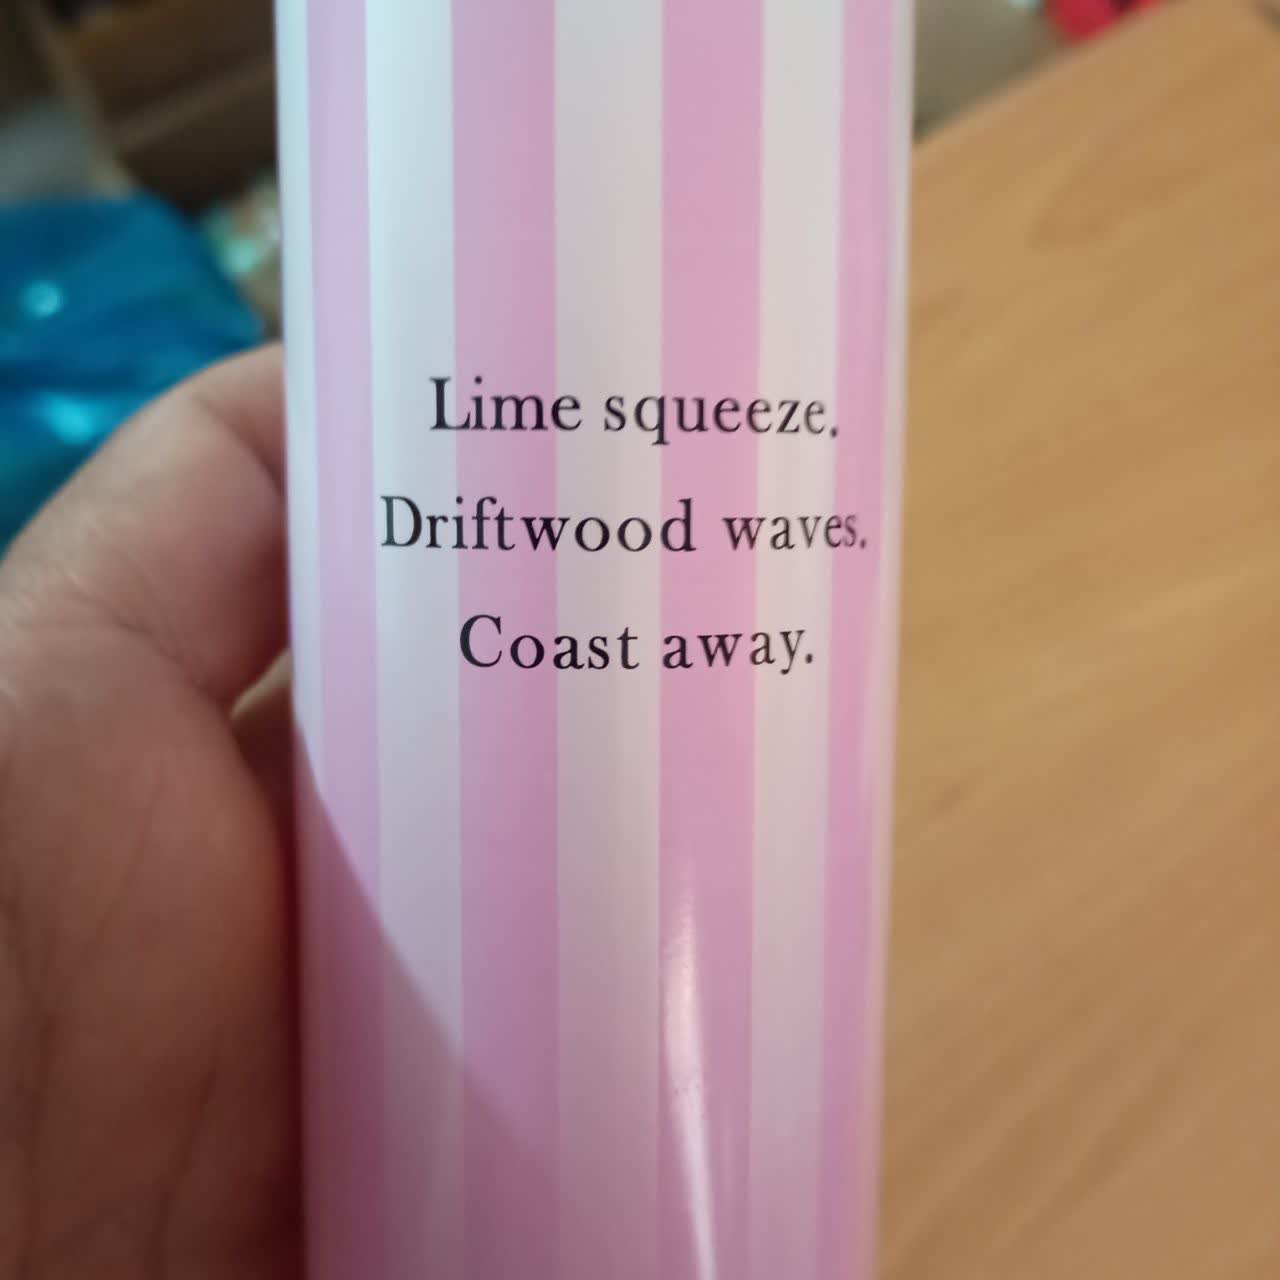 Lime squeeze.
Driftwood waves.
Coast away.